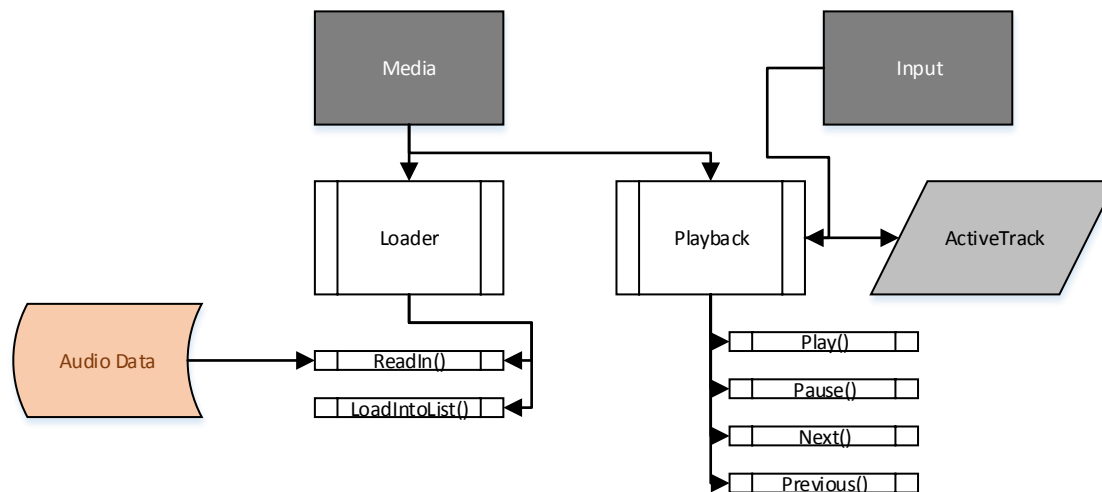 Media
Input
Loader
Playback
ActiveTrack
Audio Data
ReadIn()
LoadIntoList()
Play()
Pause()
Next()
Previous()